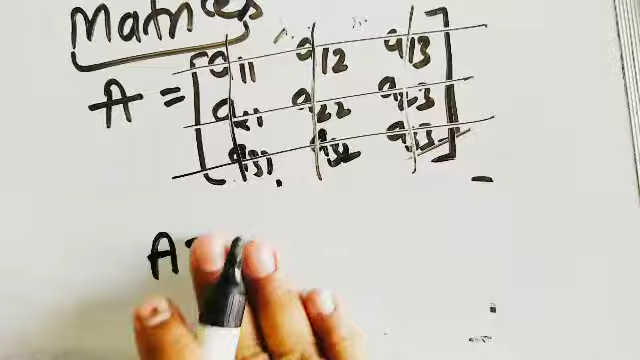 Matrices
A = [a11 a12 a13
a21 a22 a23
a31 a32 a33]
A =